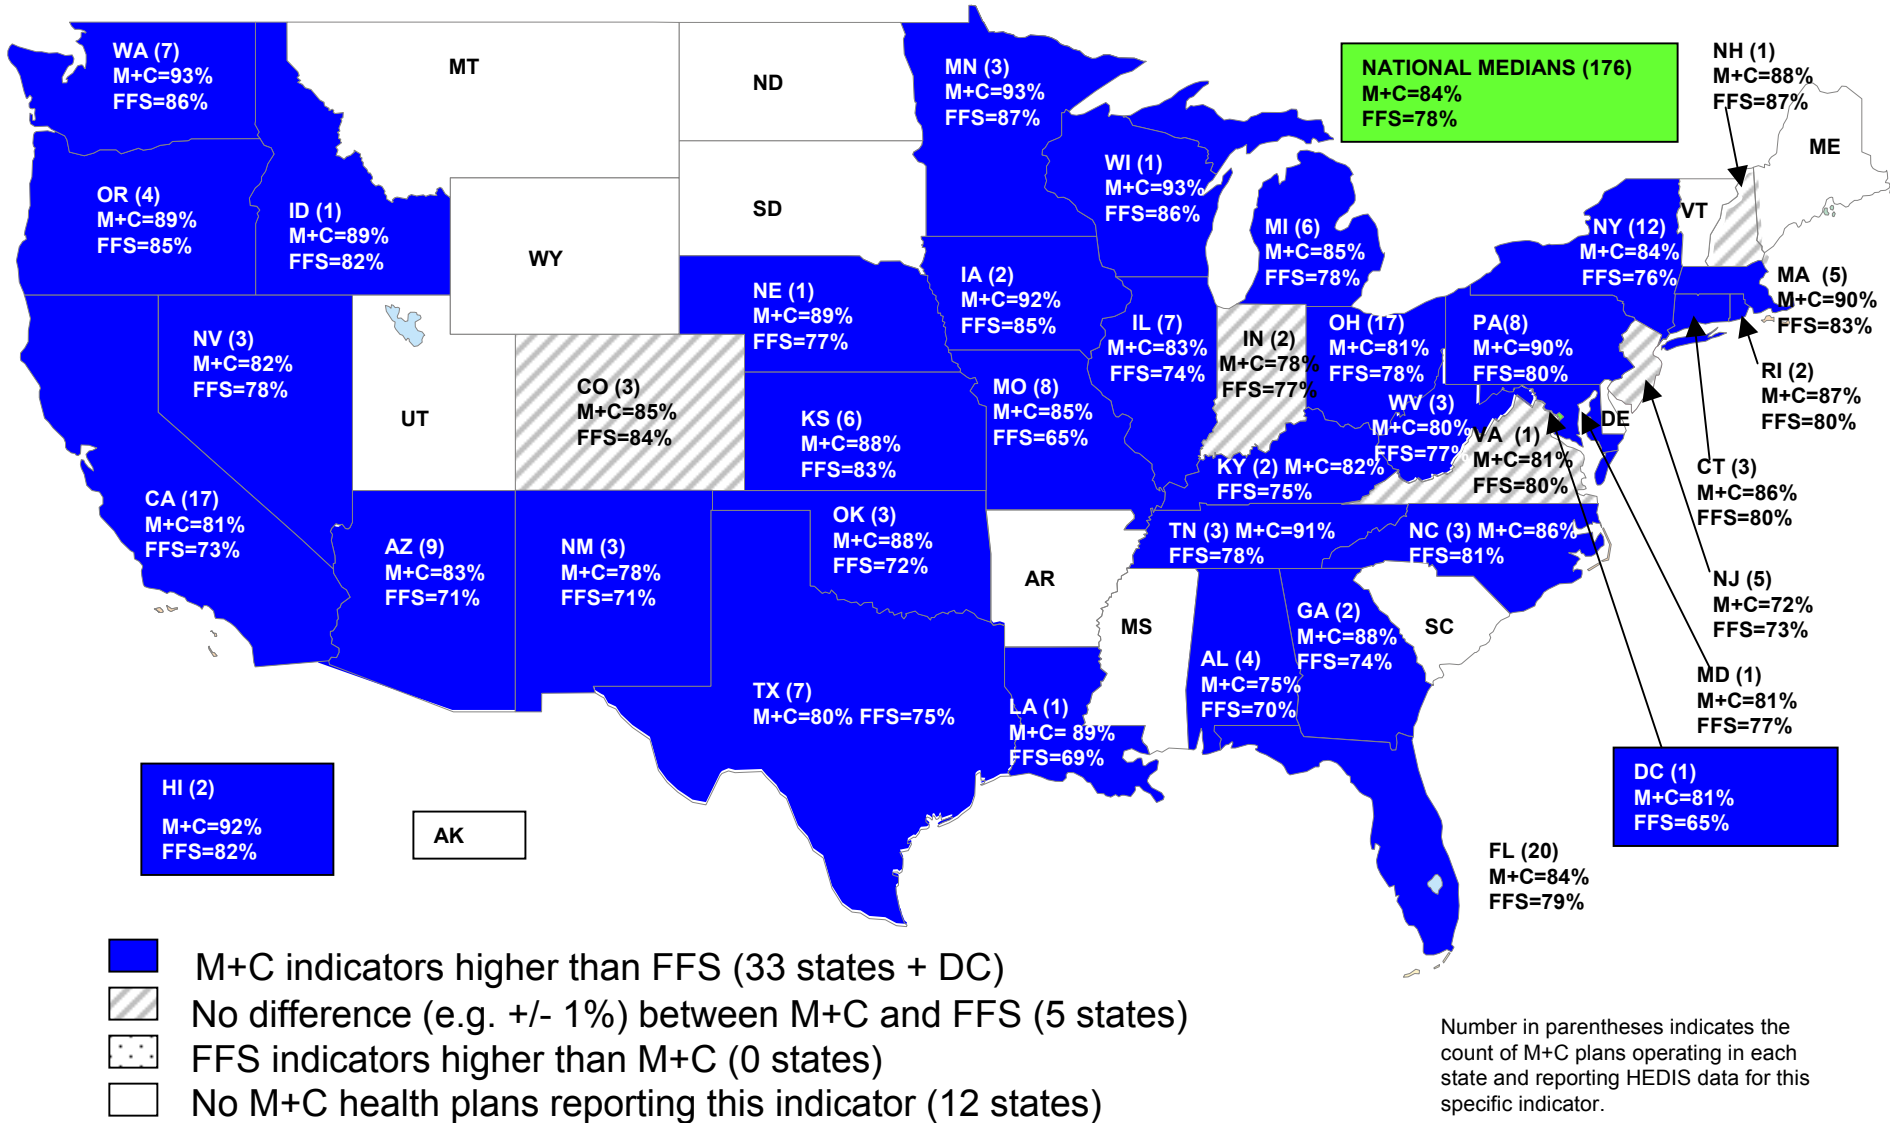 WA (7)
M+C=93%
FFS=86%
MT
ND
MN (3)
M+C=93%
FFS=87%
NATIONAL MEDIANS (176)
M+C=84%
FFS=78%
NH (1)
M+C=88%
FFS=87%
ME
OR (4)
M+C=89%
FFS=85%
ID (1)
M+C=89%
FFS=82%
WY
SD
WI (1)
M+C=93%
FFS=86%
MI (6)
M+C=85%
FFS=78%
NY (12)
M+C=84%
FFS=76%
VT
MA (5)
M+C=90%
FFS=83%
NV (3)
M+C=82%
FFS=78%
NE (1)
M+C=89%
FFS=77%
IA (2)
M+C=92%
FFS=85%
IL (7)
M+C=83%
FFS=74%
IN (2)
M+C=78%
FFS=77%
OH (17)
M+C=81%
FFS=78%
PA(8)
M+C=90%
FFS=80%
RI (2)
M+C=87%
FFS=80%
UT
CO (3)
M+C=85%
FFS=84%
KS (6)
M+C=88%
FFS=83%
MO (8)
M+C=85%
FFS=65%
WV (3)
M+C=80%
FFS=77%
VA (1)
M+C=81%
FFS=80%
DE
KY (2) M+C=82%
FFS=75%
CT (3)
M+C=86%
FFS=80%
CA (17)
M+C=81%
FFS=73%
AZ (9)
M+C=83%
FFS=71%
NM (3)
M+C=78%
FFS=71%
OK (3)
M+C=88%
FFS=72%
AR
TN (3) M+C=91%
FFS=78%
NC (3) M+C=86%
FFS=81%
NJ (5)
M+C=72%
FFS=73%
MS
AL (4)
M+C=75%
FFS=70%
GA (2)
M+C=88%
FFS=74%
SC
MD (1)
M+C=81%
FFS=77%
TX (7)
M+C=80% FFS=75%
LA (1)
M+C= 89%
FFS=69%
DC (1)
M+C=81%
FFS=65%
HI (2)
M+C=92%
FFS=82%
AK
FL (20)
M+C=84%
FFS=79%
M+C indicators higher than FFS (33 states + DC)
No difference (e.g. +/- 1%) between M+C and FFS (5 states)
FFS indicators higher than M+C (0 states)
No M+C health plans reporting this indicator (12 states)
Number in parentheses indicates the
count of M+C plans operating in each
state and reporting HEDIS data for this
specific indicator.